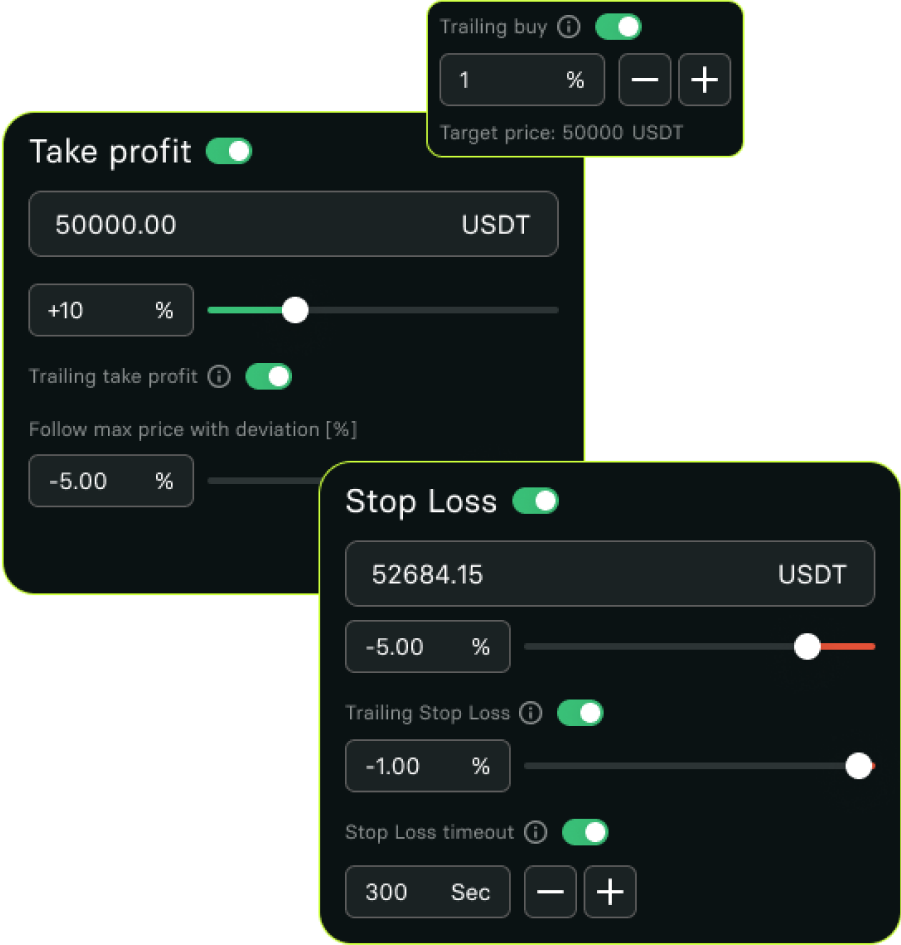 Trailing buy
1 %
Target price: 50000 USDT
Take profit
50000.00 USDT
+10 %
Trailing take profit
Follow max price with deviation [%]
-5.00 %
Stop Loss
52684.15 USDT
-5.00 %
Trailing Stop Loss
-1.00 %
Stop Loss timeout
300 Sec